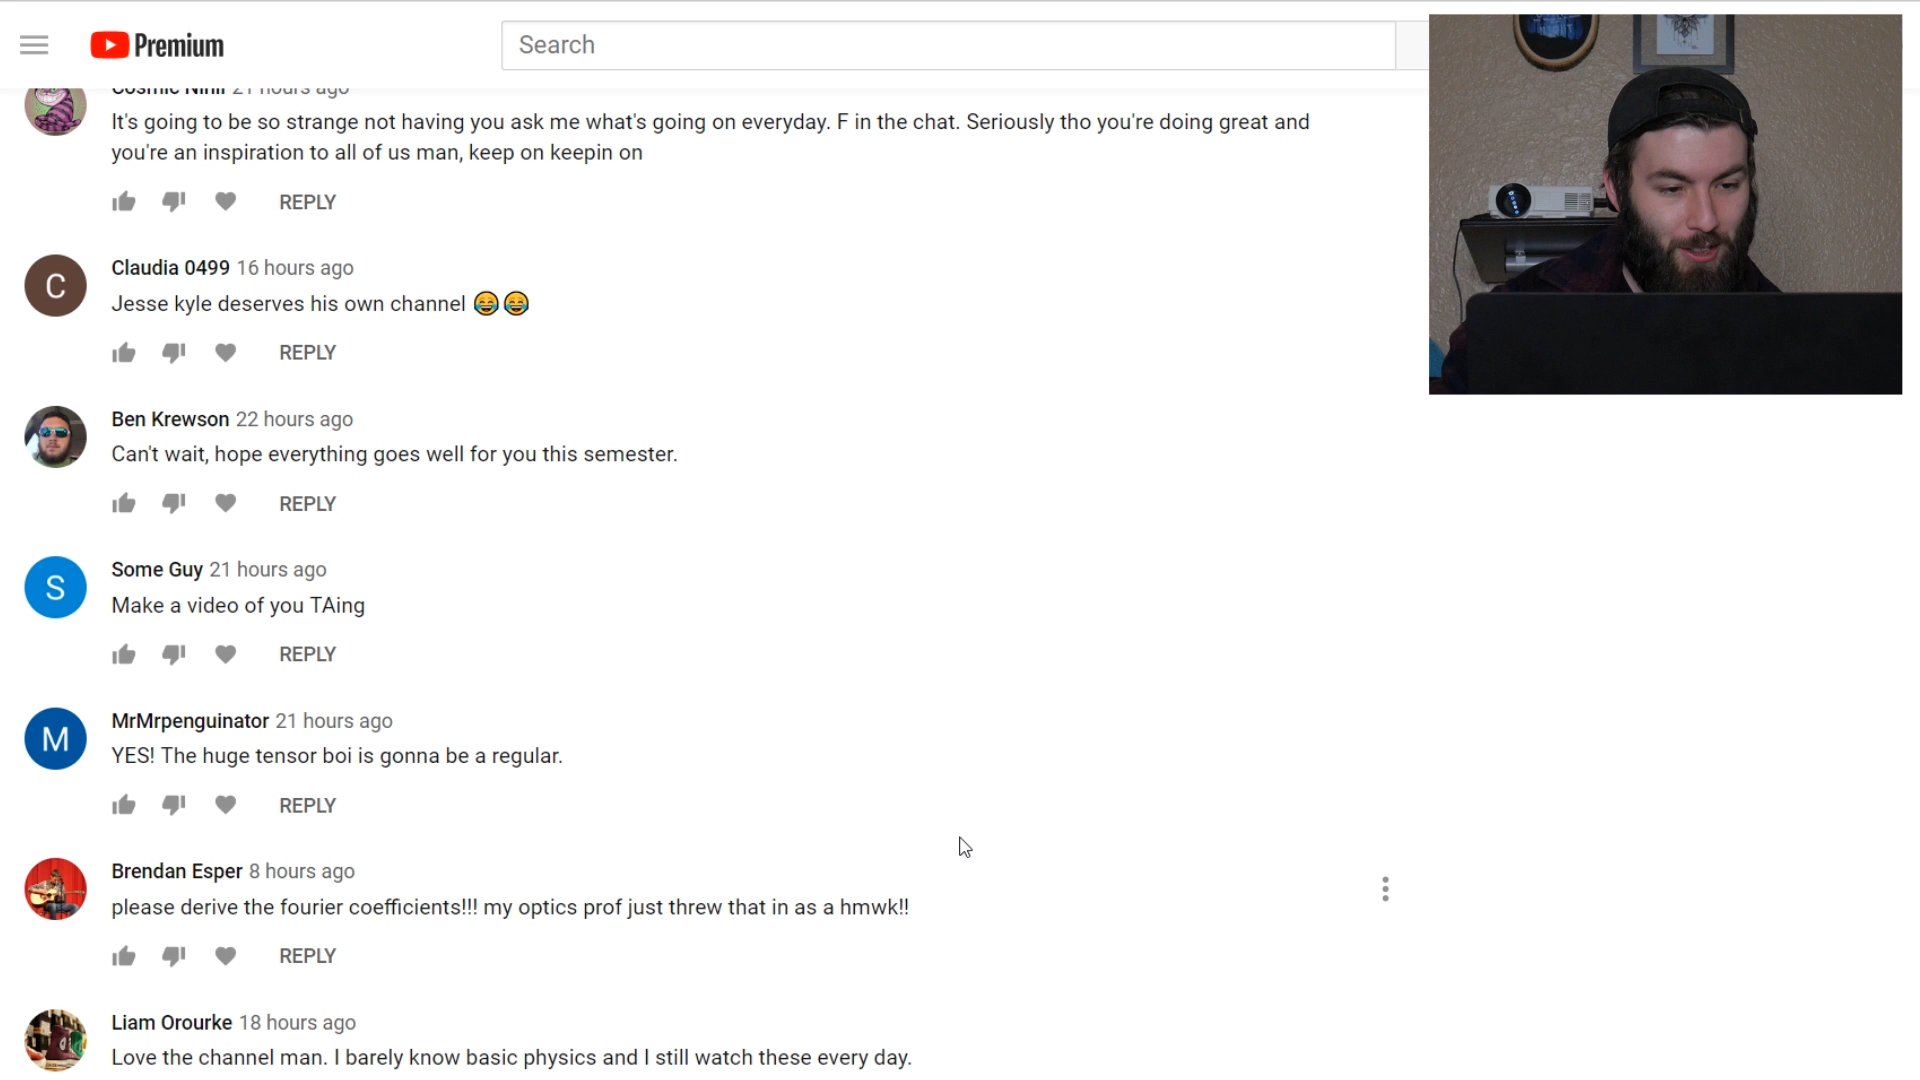 Premium
Search
Cosmic Nihil 21 hours ago
It's going to be so strange not having you ask me what's going on everyday. F in the chat. Seriously tho you're doing great and
you're an inspiration to all of us man, keep on keepin on
REPLY
C
Claudia 0499 16 hours ago
Jesse kyle deserves his own channel 😂😂
REPLY
Ben Krewson 22 hours ago
Can't wait, hope everything goes well for you this semester.
REPLY
S
Some Guy 21 hours ago
Make a video of you TAing
REPLY
M
MrMrpenguinator 21 hours ago
YES! The huge tensor boi is gonna be a regular.
REPLY
Brendan Esper 8 hours ago
please derive the fourier coefficients!!! my optics prof just threw that in as a hmwk!!
REPLY
Liam Orourke 18 hours ago
Love the channel man. I barely know basic physics and I still watch these every day.